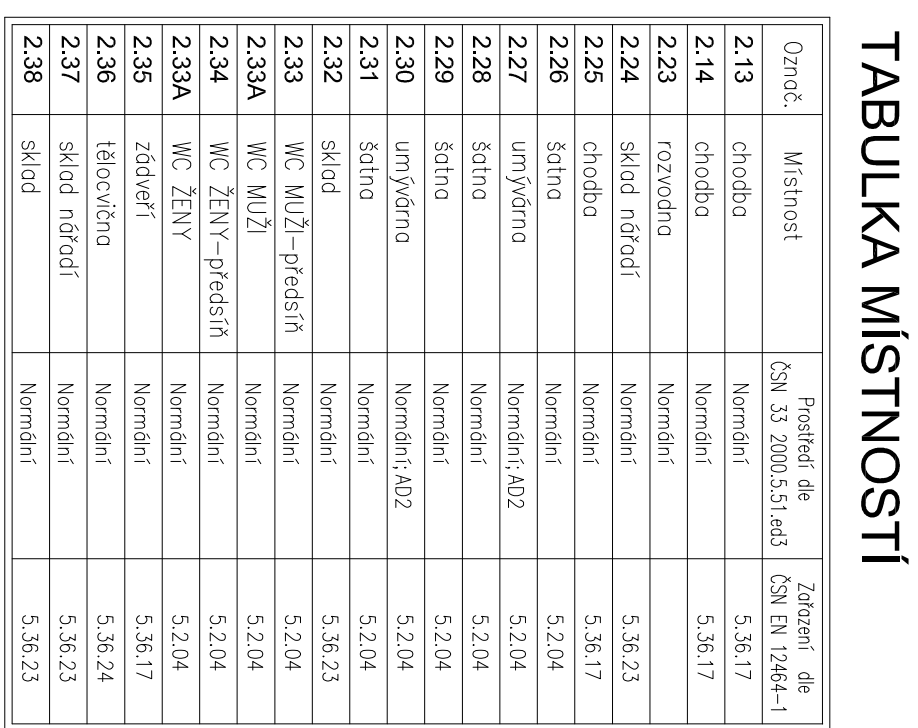 TABULKA MÍSTNOSTÍ
Označ. Místnost Prostředí dle ČSN 33 2000.5.51.ed3 Zařazení dle ČSN EN 12464-1
2.13 chodba Normální 5.36.17
2.14 chodba Normální 5.36.17
2.23 rozvodna Normální
2.24 sklad nářadí Normální 5.36.23
2.25 chodba Normální 5.36.17
2.26 šatna Normální 5.2.04
2.27 umývárna Normální; AD2 5.2.04
2.28 šatna Normální 5.2.04
2.29 šatna Normální 5.2.04
2.30 umývárna Normální; AD2 5.2.04
2.31 šatna Normální 5.2.04
2.32 sklad Normální 5.36.23
2.33 WC MUŽI-předsíň Normální 5.2.04
2.33A WC MUŽI Normální 5.2.04
2.34 WC ŽENY-předsíň Normální 5.2.04
2.33A WC ŽENY Normální 5.2.04
2.35 zádveří Normální 5.36.17
2.36 tělocvična Normální 5.36.24
2.37 sklad nářadí Normální 5.36.23
2.38 sklad Normální 5.36.23